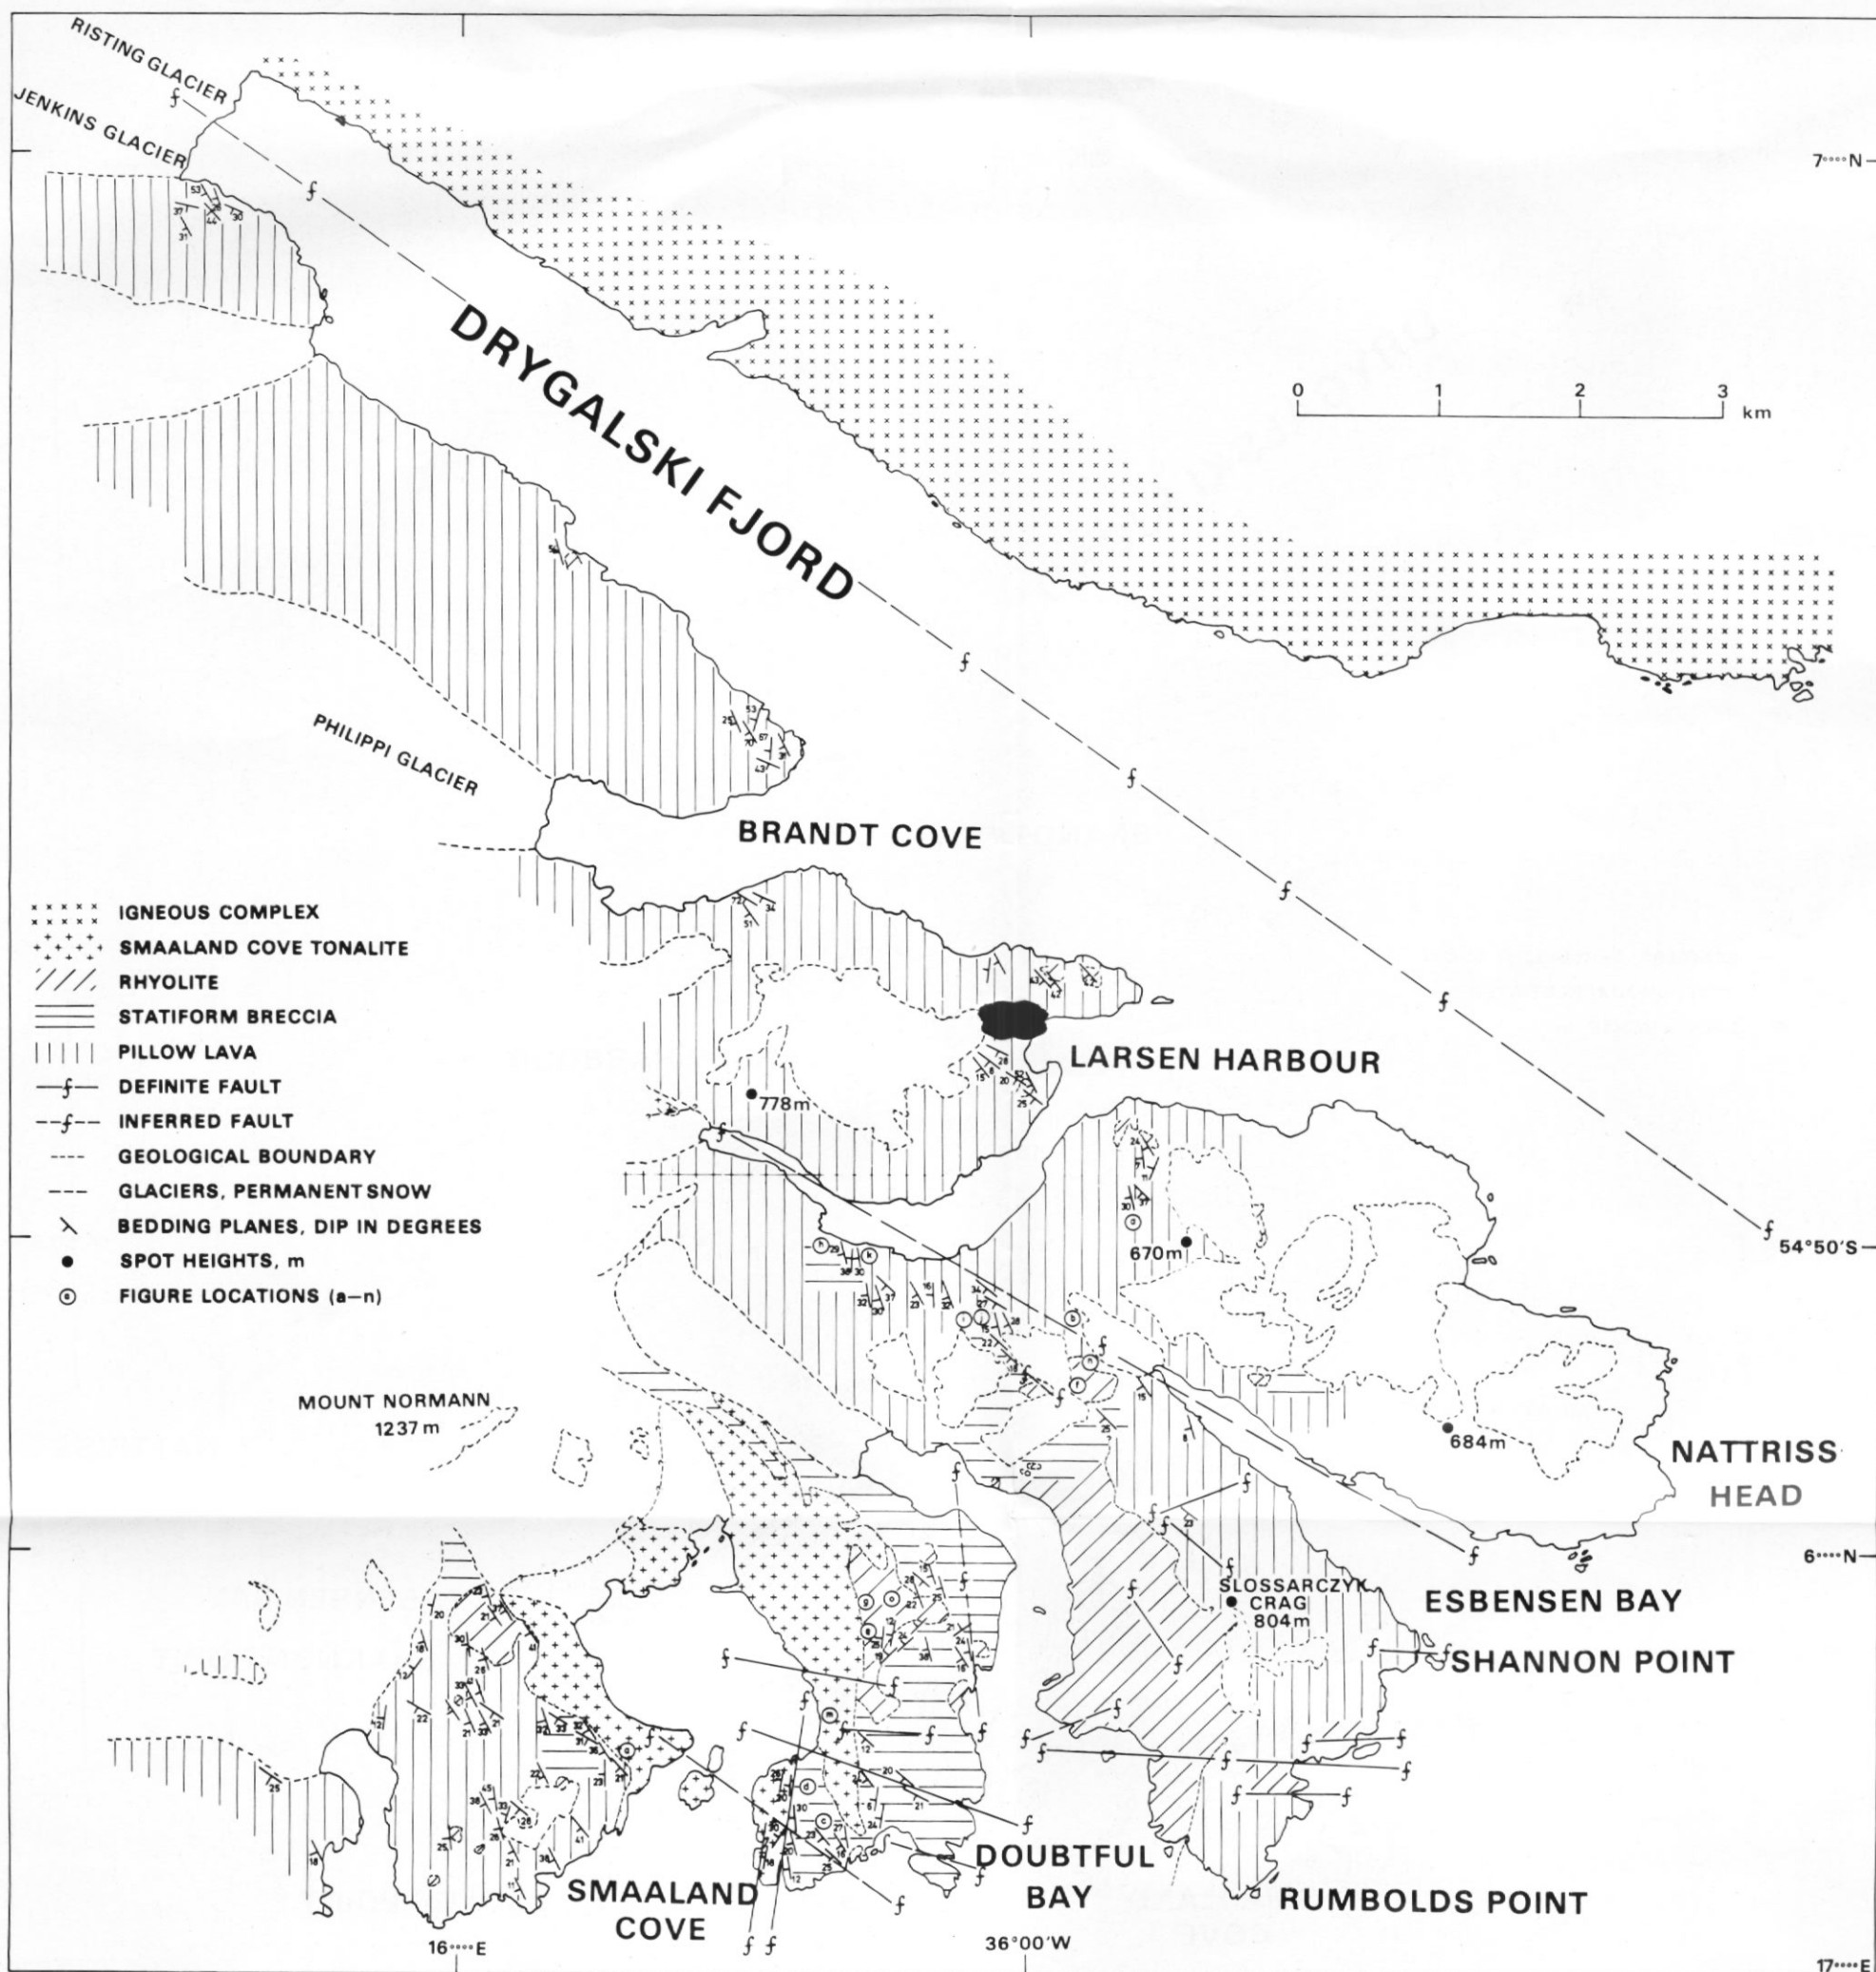 RISTING GLACIER
JENKINS GLACIER
7°°°°N
DRYGALSKI FJORD
0 1 2 3
km
PHILIPPI GLACIER
BRANDT COVE
IGNEOUS COMPLEX
SMAALAND COVE TONALITE
RHYOLITE
STATIFORM BRECCIA
PILLOW LAVA
f DEFINITE FAULT
f INFERRED FAULT
GEOLOGICAL BOUNDARY
GLACIERS, PERMANENT SNOW
BEDDING PLANES, DIP IN DEGREES
SPOT HEIGHTS, m
FIGURE LOCATIONS (a–n)
LARSEN HARBOUR
778m
670m
54°50'S
MOUNT NORMANN
1237 m
684m
NATTRISS
HEAD
6°°°°N
SLOSSARCZYK
CRAG
804m
ESBENSEN BAY
SHANNON POINT
DOUBTFUL
BAY
SMAALAND
COVE
RUMBOLDS POINT
16°°°°E
36°00'W
17°°°°E